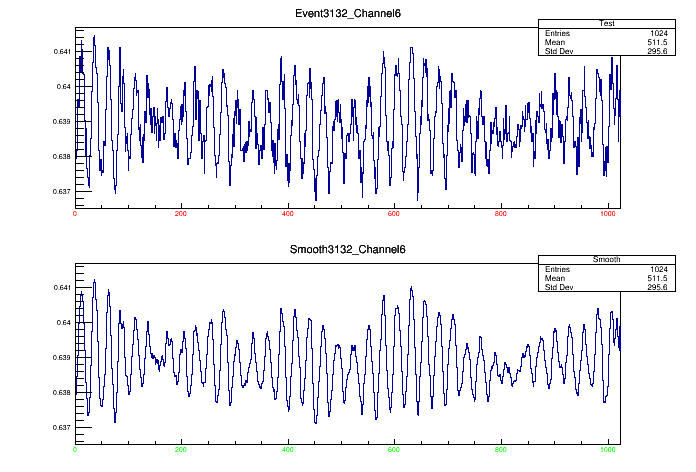 Event3132_Channel6
Test
Entries 1024
Mean 511.5
Std Dev 295.6
0.641
0.64
0.639
0.638
0.637
0 200 400 600 800 1000
Smooth3132_Channel6
Smooth
Entries 1024
Mean 511.5
Std Dev 295.6
0.641
0.64
0.639
0.638
0.637
0 200 400 600 800 1000